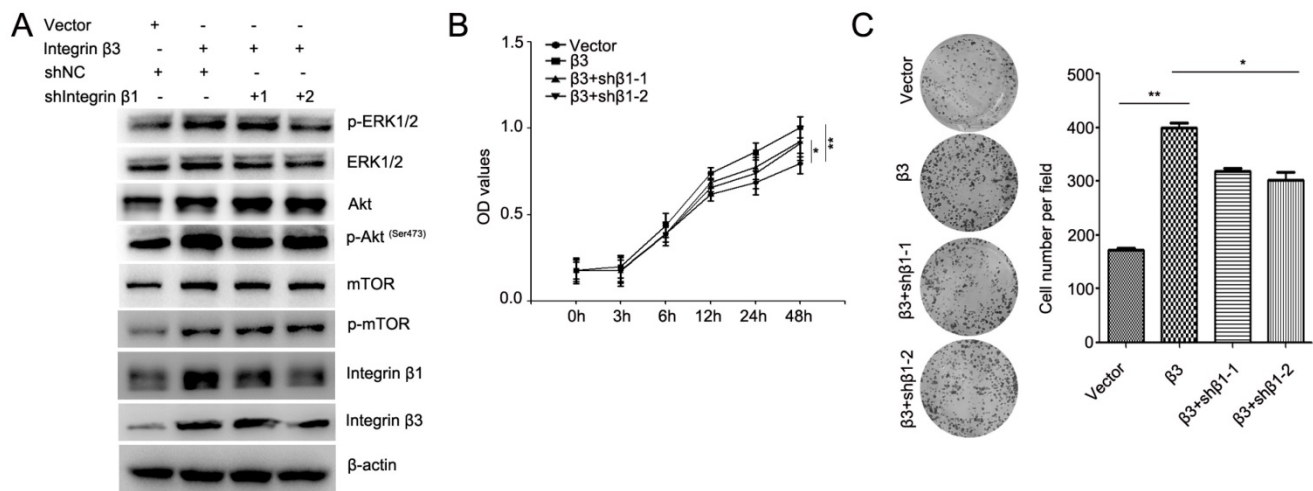 A
Vector + - - -
Integrin β3 - + + +
shNC + + - -
shIntegrin β1 - - +1 +2
p-ERK1/2
ERK1/2
Akt
p-Akt (Ser473)
mTOR
p-mTOR
Integrin β1
Integrin β3
β-actin
B
OD values
1.5
1.0
0.5
0.0
Vector
β3
β3+shβ1-1
β3+shβ1-2
*
**
0h 3h 6h 12h 24h 48h
C
Vector
β3
β3+shβ1-1
β3+shβ1-2
Cell number per field
500
400
300
200
100
0
**
*
Vector
β3
β3+shβ1-1
β3+shβ1-2